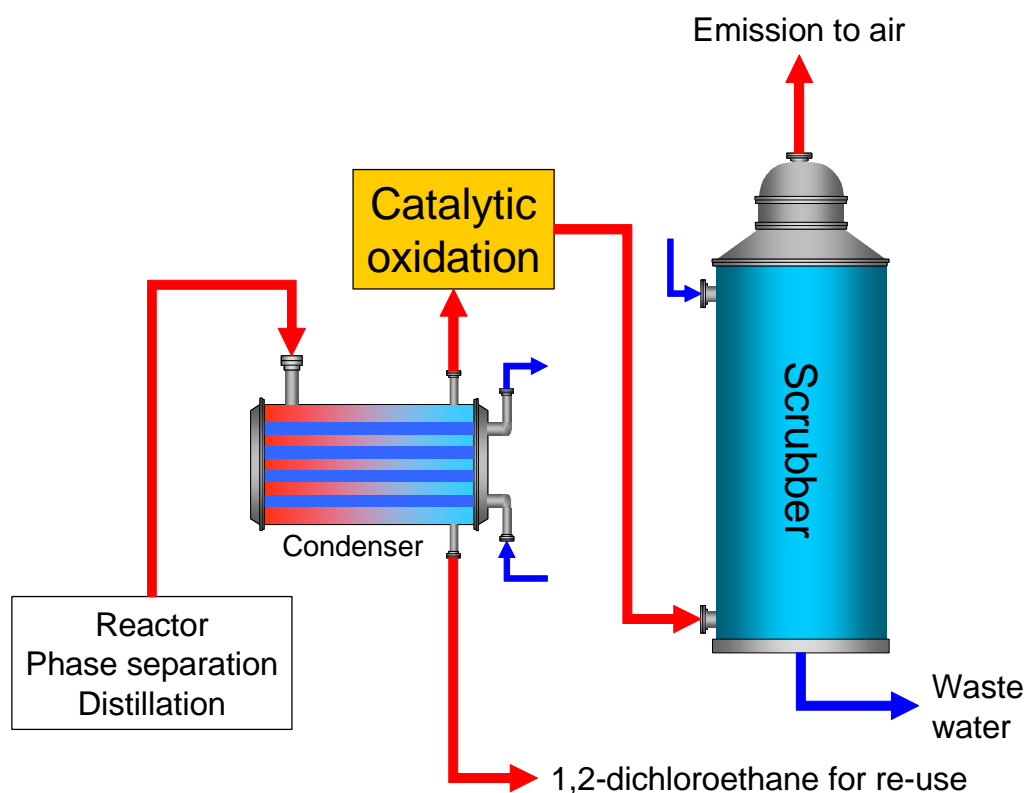 Emission to air
Catalytic
oxidation
Scrubber
Condenser
Reactor
Phase separation
Distillation
Waste
water
1,2-dichloroethane for re-use